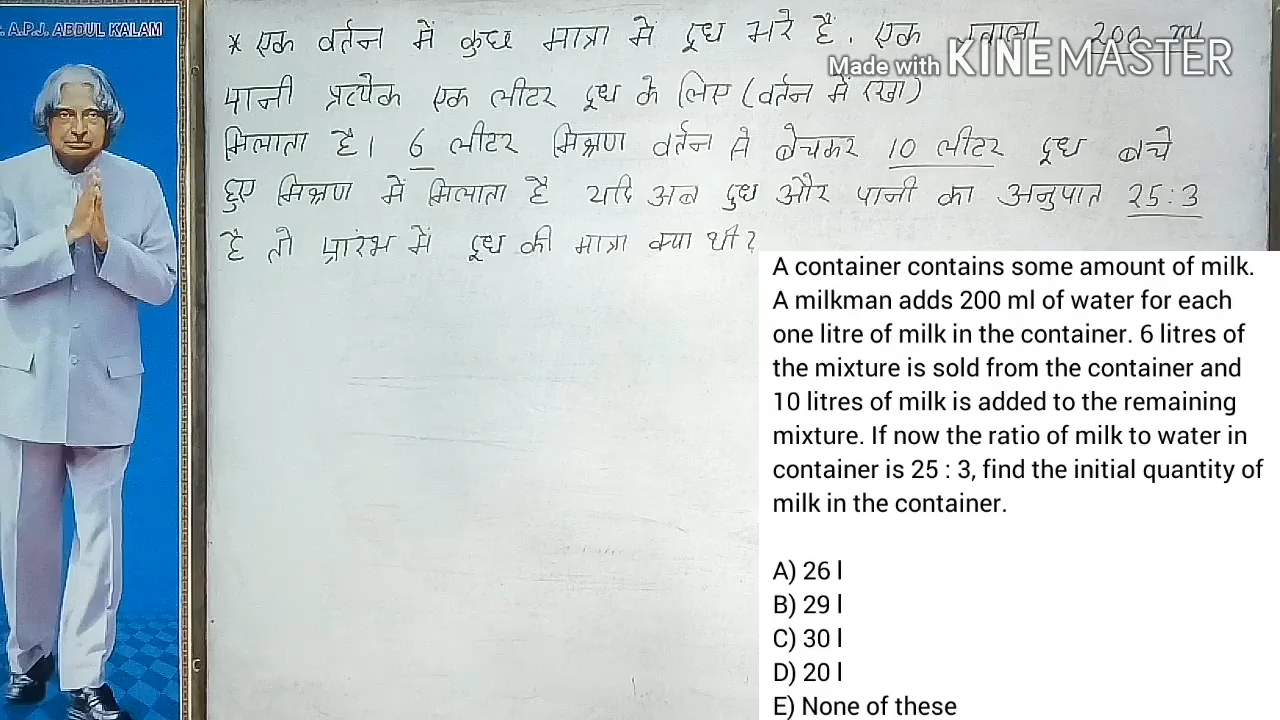 . A.P.J. ABDUL KALAM
* एक वर्तन में कुछ मात्रा में दूध भरे है. एक ग्वाला 200 ml
Made with KINEMASTER
पानी प्रत्येक एक लीटर दूध के लिए (वर्तन में रखा)
मिलाता है। 6 लीटर मिश्रण वर्तन से बेचकर 10 लीटर दूध बचे
हुए मिश्रण में मिलाता है यदि अब दुध और पानी का अनुपात 25:3
है तो प्रारंभ में दूध की मात्रा क्या थी?
A container contains some amount of milk.
A milkman adds 200 ml of water for each
one litre of milk in the container. 6 litres of
the mixture is sold from the container and
10 litres of milk is added to the remaining
mixture. If now the ratio of milk to water in
container is 25 : 3, find the initial quantity of
milk in the container.
A) 26 l
B) 29 l
C) 30 l
D) 20 l
E) None of these